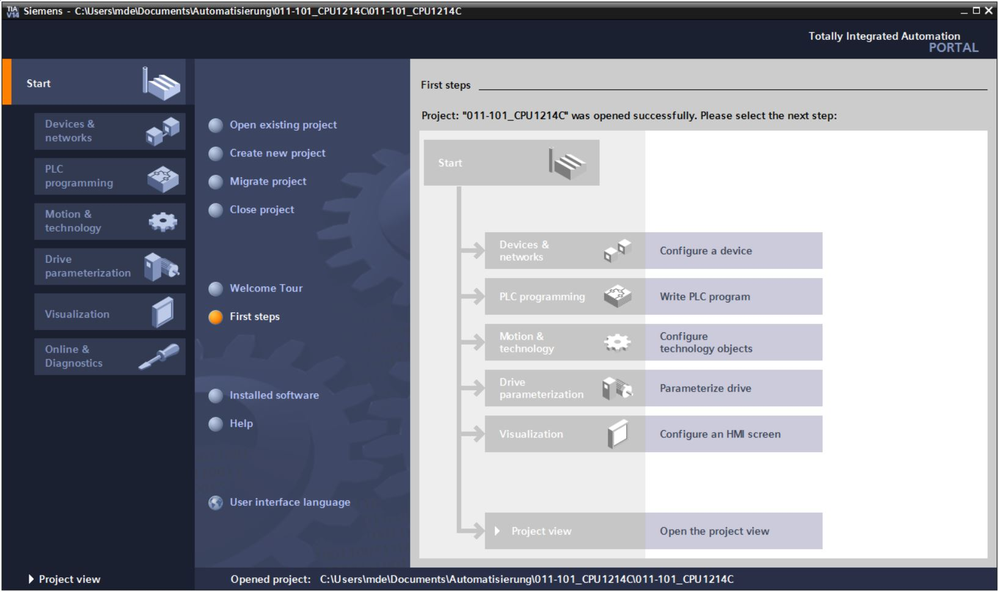 TIA
V14
Siemens - C:\Users\mde\Documents\Automatisierung\011-101_CPU1214C\011-101_CPU1214C
Totally Integrated Automation
PORTAL
Start
Devices &
networks
PLC
programming
Motion &
technology
Drive
parameterization
Visualization
Online &
Diagnostics
Open existing project
Create new project
Migrate project
Close project
Welcome Tour
First steps
Installed software
Help
User interface language
First steps
Project: "011-101_CPU1214C" was opened successfully. Please select the next step:
Start
Devices &
networks
Configure a device
PLC programming
Write PLC program
Motion &
technology
Configure
technology objects
Drive
parameterization
Parameterize drive
Visualization
Configure an HMI screen
Project view
Open the project view
Project view
Opened project: C:\Users\mde\Documents\Automatisierung\011-101_CPU1214C\011-101_CPU1214C